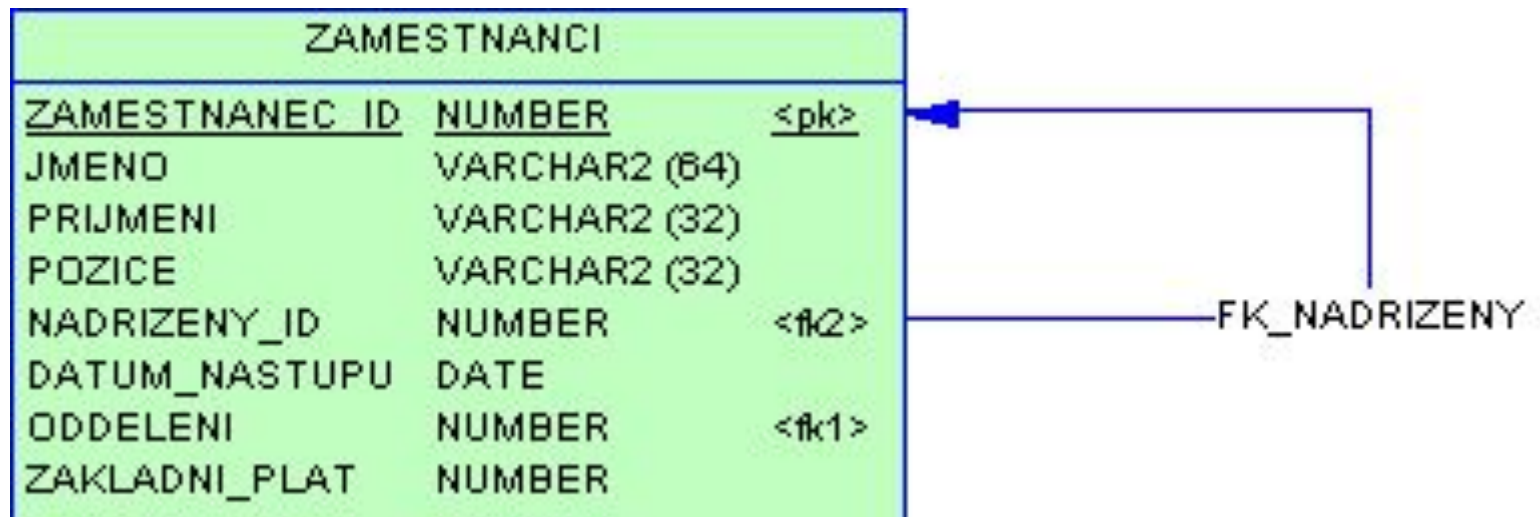 ZAMESTNANCI
ZAMESTNANEC_ID NUMBER <pk>
JMENO VARCHAR2 (64)
PRIJMENI VARCHAR2 (32)
POZICE VARCHAR2 (32)
NADRIZENY_ID NUMBER <fk2>
FK_NADRIZENY
DATUM_NASTUPU DATE
ODDELENI NUMBER <fk1>
ZAKLADNI_PLAT NUMBER